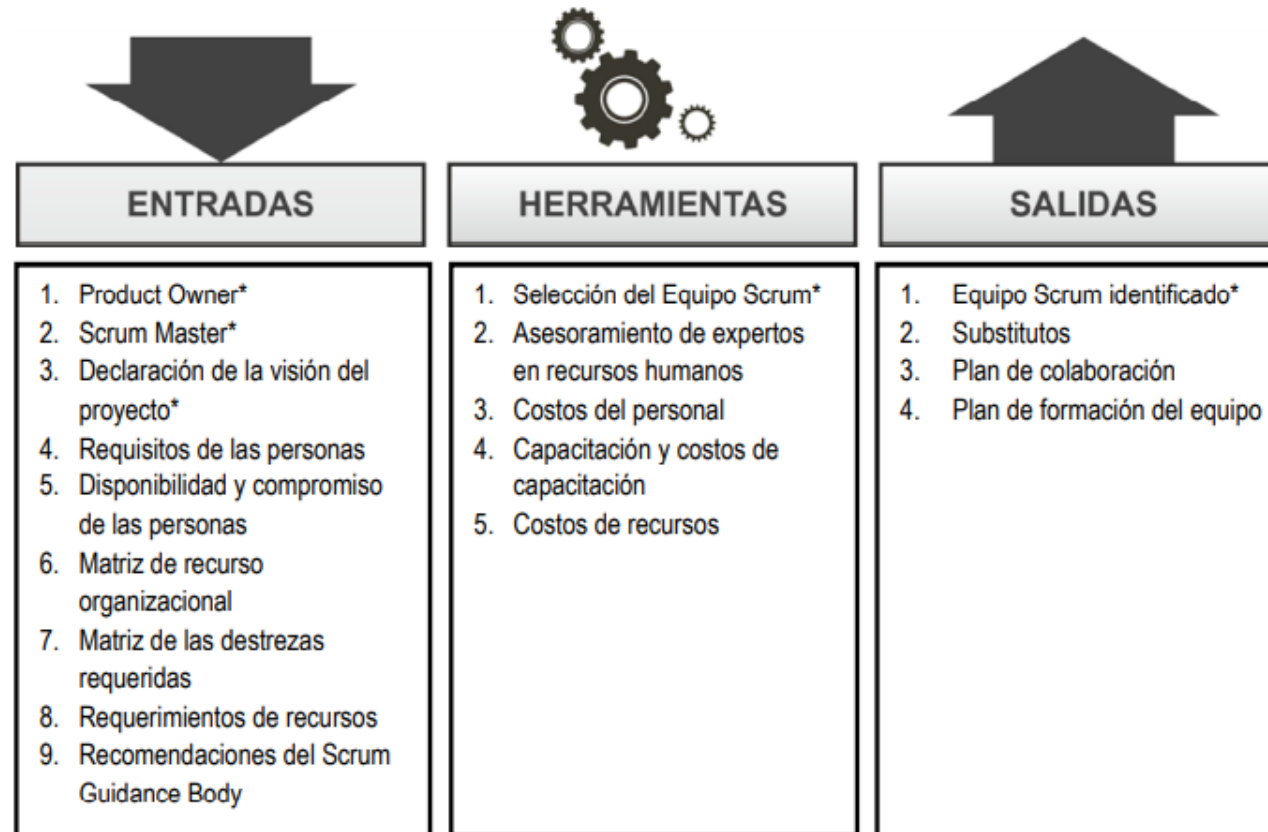 ENTRADAS
1. Product Owner*
2. Scrum Master*
3. Declaración de la visión del
proyecto*
4. Requisitos de las personas
5. Disponibilidad y compromiso
de las personas
6. Matriz de recurso
organizacional
7. Matriz de las destrezas
requeridas
8. Requerimientos de recursos
9. Recomendaciones del Scrum
Guidance Body
HERRAMIENTAS
1. Selección del Equipo Scrum*
2. Asesoramiento de expertos
en recursos humanos
3. Costos del personal
4. Capacitación y costos de
capacitación
5. Costos de recursos
SALIDAS
1. Equipo Scrum identificado*
2. Substitutos
3. Plan de colaboración
4. Plan de formación del equipo